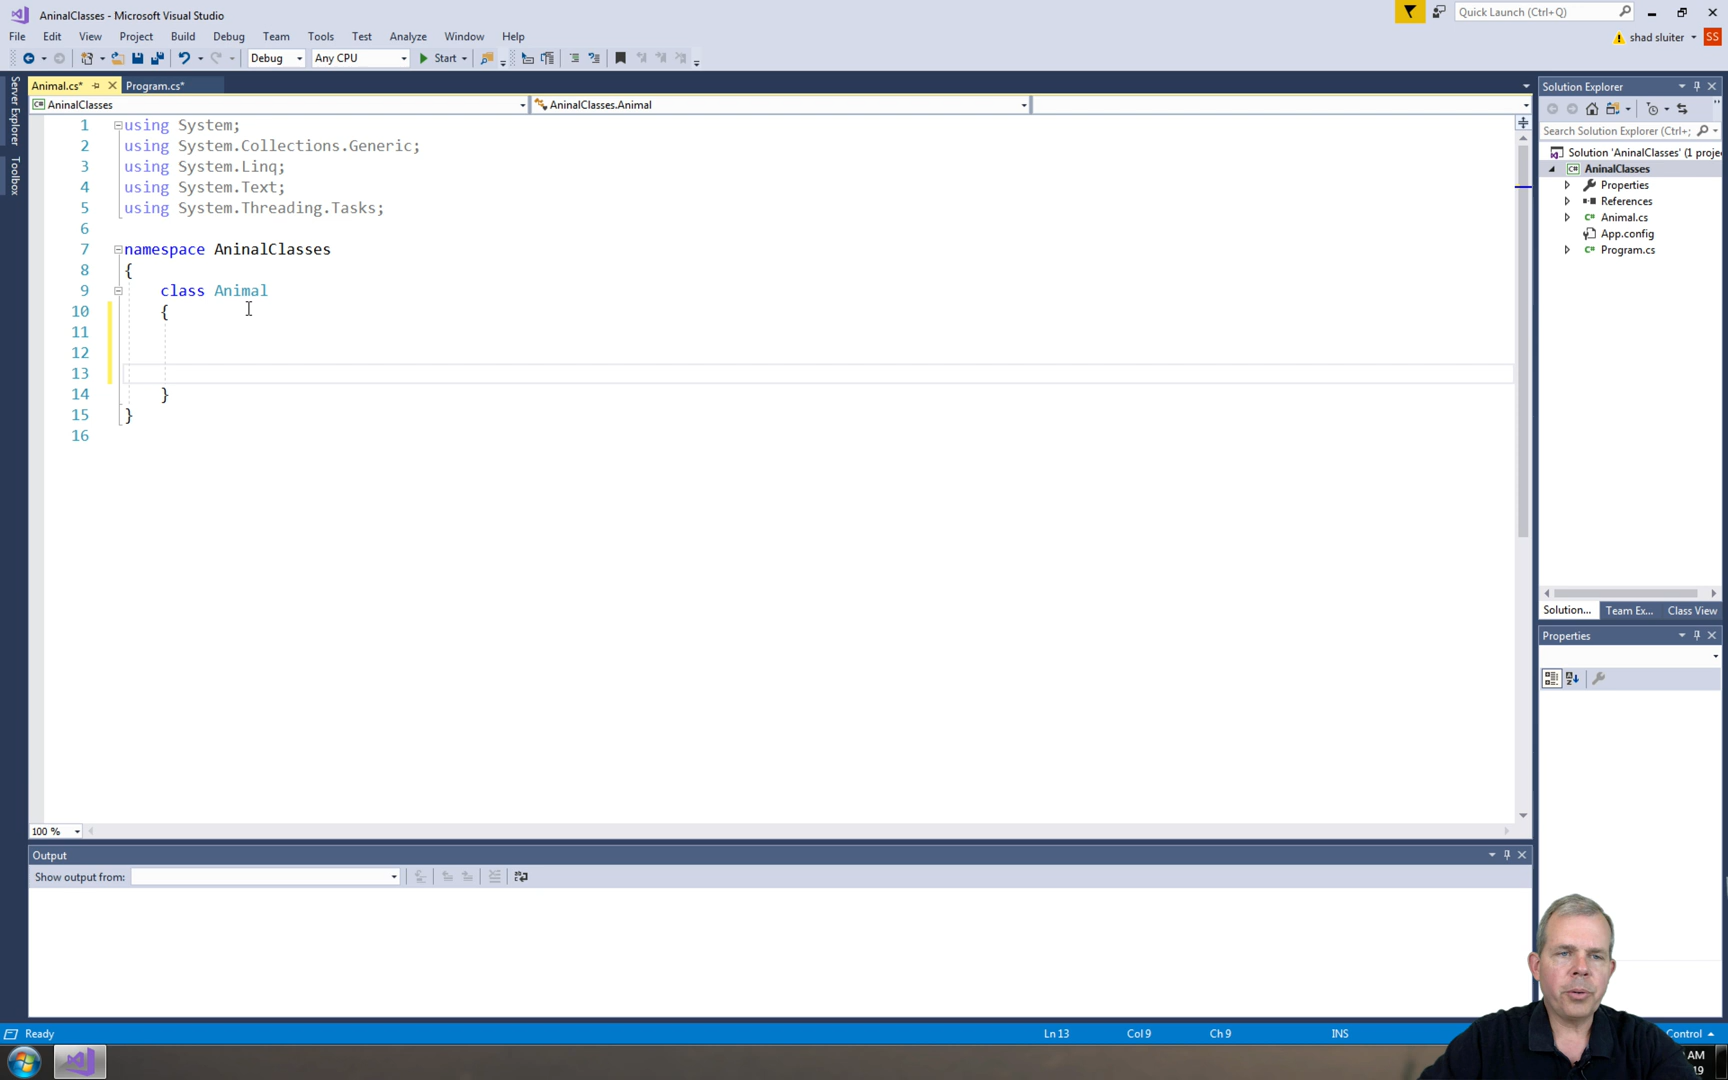 AninalClasses - Microsoft Visual Studio
Quick Launch (Ctrl+Q)
File Edit View Project Build Debug Team Tools Test Analyze Window Help
shad sluiter SS
Debug Any CPU Start
Server Explorer
Toolbox
Animal.cs* Program.cs*
AninalClasses AninalClasses.Animal
1 using System;
2 using System.Collections.Generic;
3 using System.Linq;
4 using System.Text;
5 using System.Threading.Tasks;
6
7 namespace AninalClasses
8 {
9 class Animal
10 {
11
12
13
14 }
15 }
16
100 %
Output
Show output from:
Solution Explorer
Search Solution Explorer (Ctrl+;
Solution 'AninalClasses' (1 proje
AninalClasses
Properties
References
Animal.cs
App.config
Program.cs
Solution... Team Ex... Class View
Properties
Ready Ln 13 Col 9 Ch 9 INS Control
AM
19